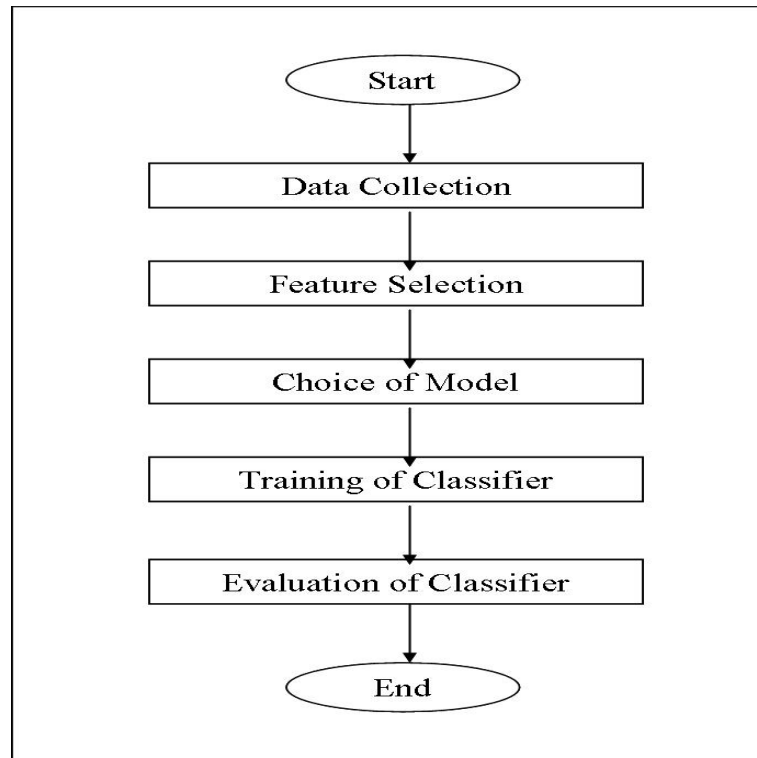 Start
Data Collection
Feature Selection
Choice of Model
Training of Classifier
Evaluation of Classifier
End